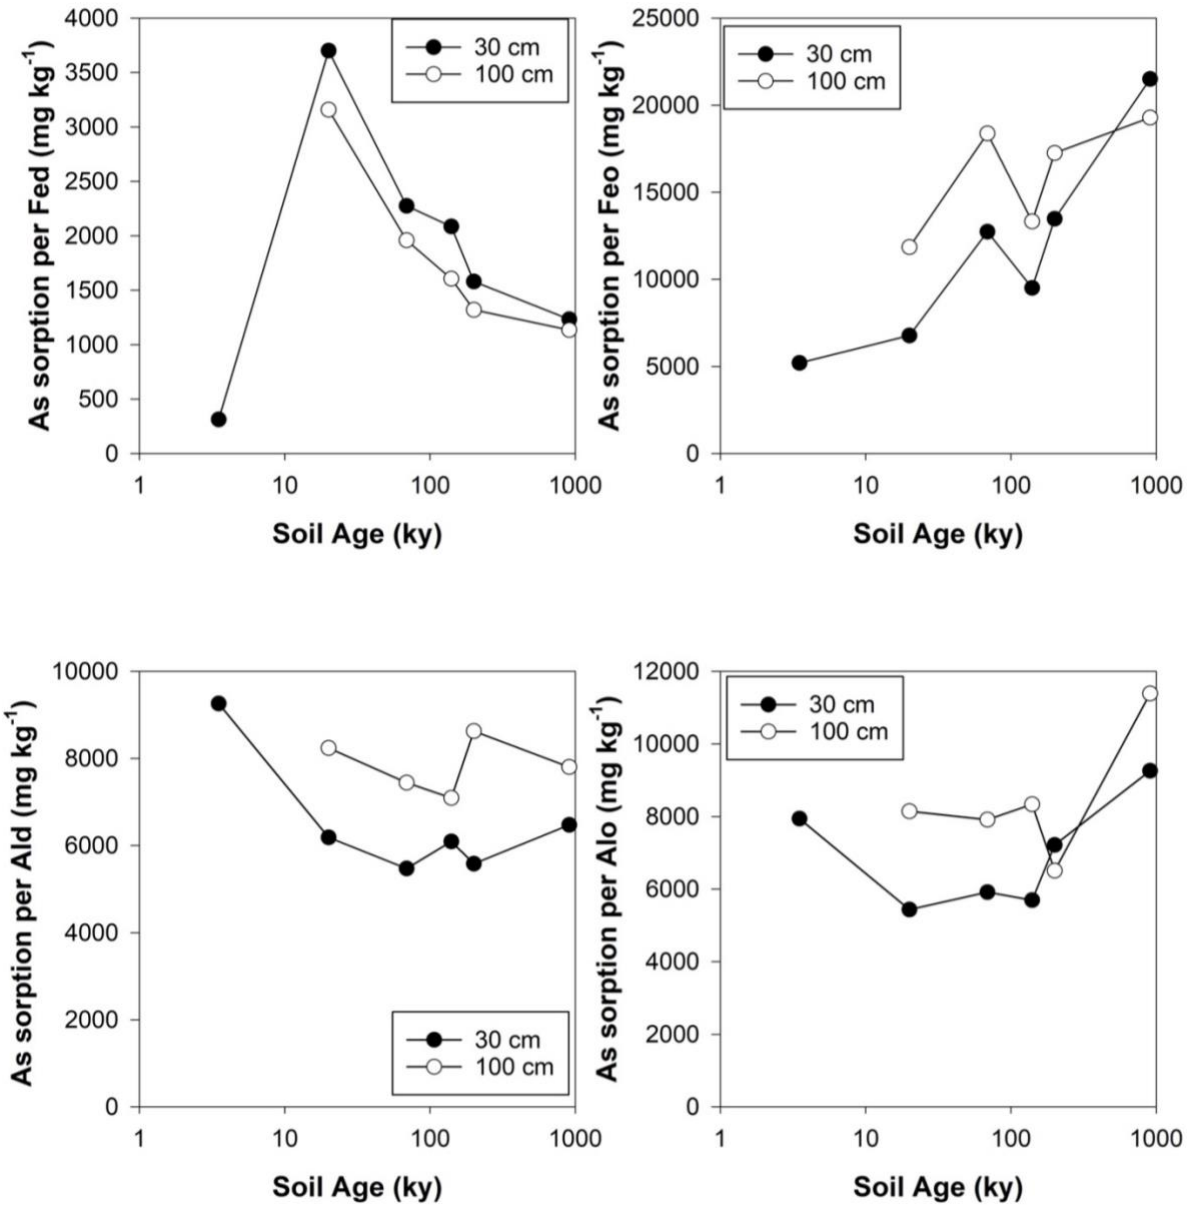 As sorption per Fed (mg kg-1)
4000
3500
3000
2500
2000
1500
1000
500
0
30 cm
100 cm
1 10 100 1000
Soil Age (ky)
As sorption per Feo (mg kg-1)
25000
20000
15000
10000
5000
0
30 cm
100 cm
1 10 100 1000
Soil Age (ky)
As sorption per Ald (mg kg-1)
10000
8000
6000
4000
2000
0
30 cm
100 cm
1 10 100 1000
Soil Age (ky)
As sorption per Alo (mg kg-1)
12000
10000
8000
6000
4000
2000
0
30 cm
100 cm
1 10 100 1000
Soil Age (ky)